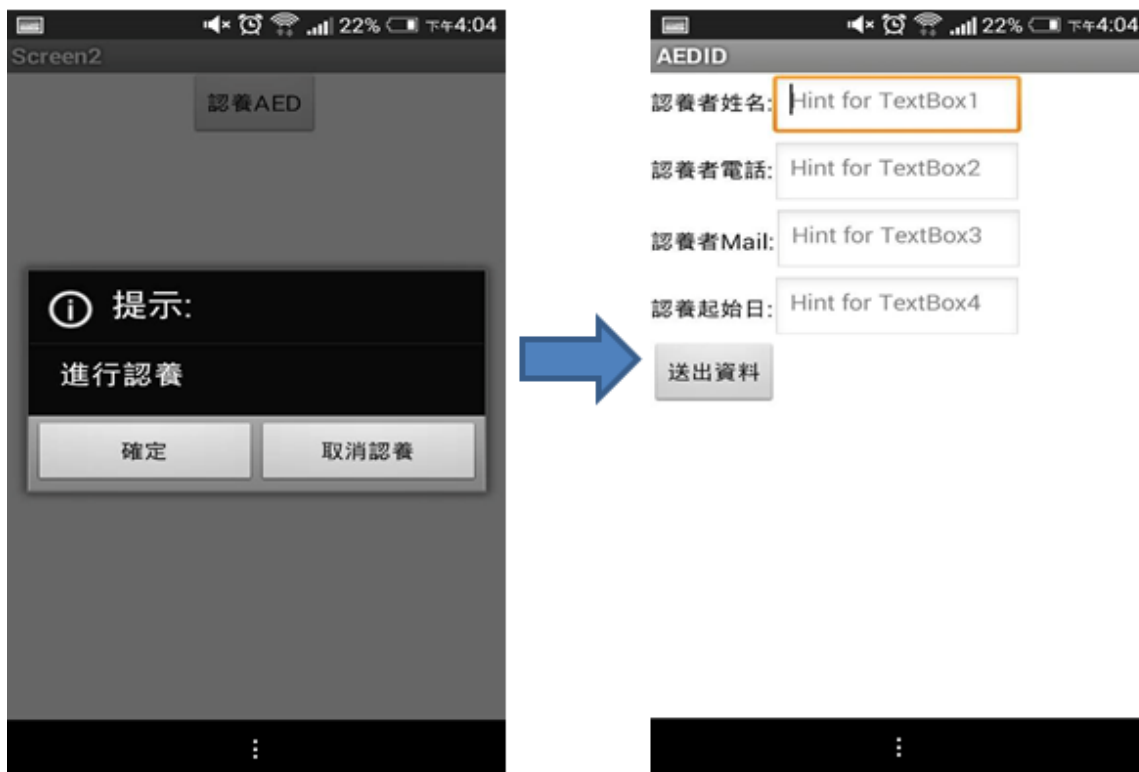 22% 下午4:04
Screen2
認養AED
提示:
進行認養
確定 取消認養
22% 下午4:04
AEDID
認養者姓名: Hint for TextBox1
認養者電話: Hint for TextBox2
認養者Mail: Hint for TextBox3
認養起始日: Hint for TextBox4
送出資料